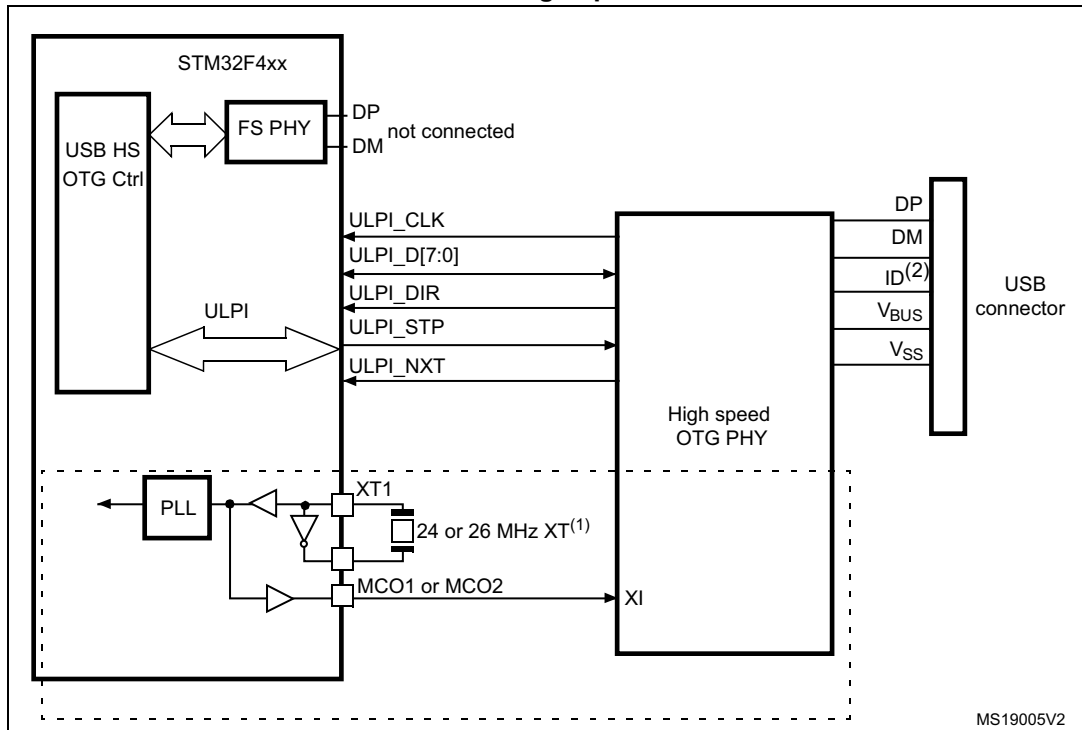 STM32F4xx
USB HS
OTG Ctrl
FS PHY
DP
DM
not connected
ULPI
ULPI_CLK
ULPI_D[7:0]
ULPI_DIR
ULPI_STP
ULPI_NXT
High speed
OTG PHY
DP
DM
ID(2)
VBUS
VSS
USB
connector
PLL
XT1
24 or 26 MHz XT(1)
MCO1 or MCO2
XI
MS19005V2